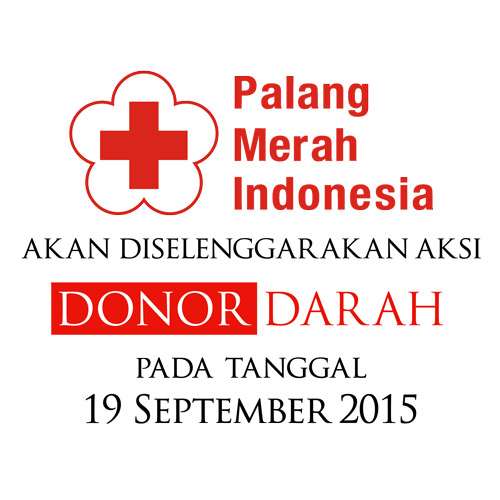 Palang
Merah
Indonesia
AKAN DISELENGGARAKAN AKSI
DONOR DARAH
PADA TANGGAL
19 SEPTEMBER 2015